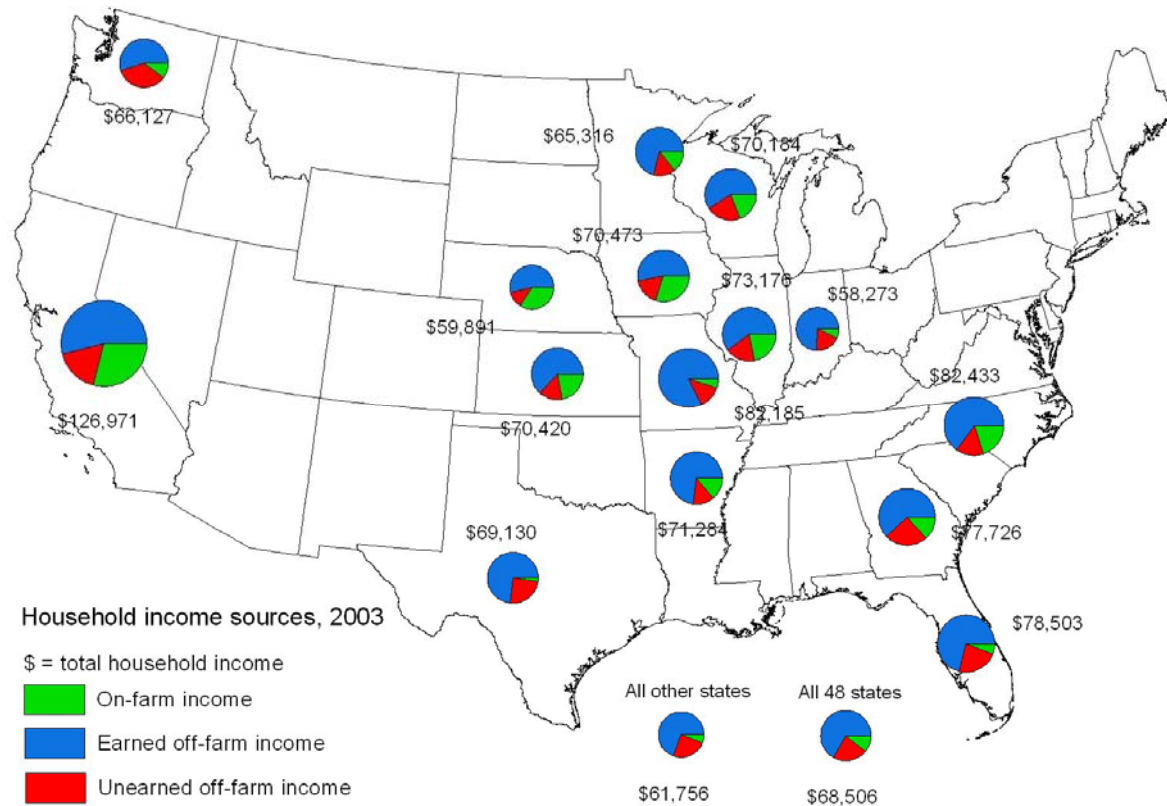 $66,127
$65,316
$70,184
$70,473
$73,176
$58,273
$59,891
$82,433
$126,971
$70,420
$82,185
$69,130
$71,284
$77,726
Household income sources, 2003
$78,503
$ = total household income
On-farm income
Earned off-farm income
Unearned off-farm income
All other states
All 48 states
$61,756
$68,506